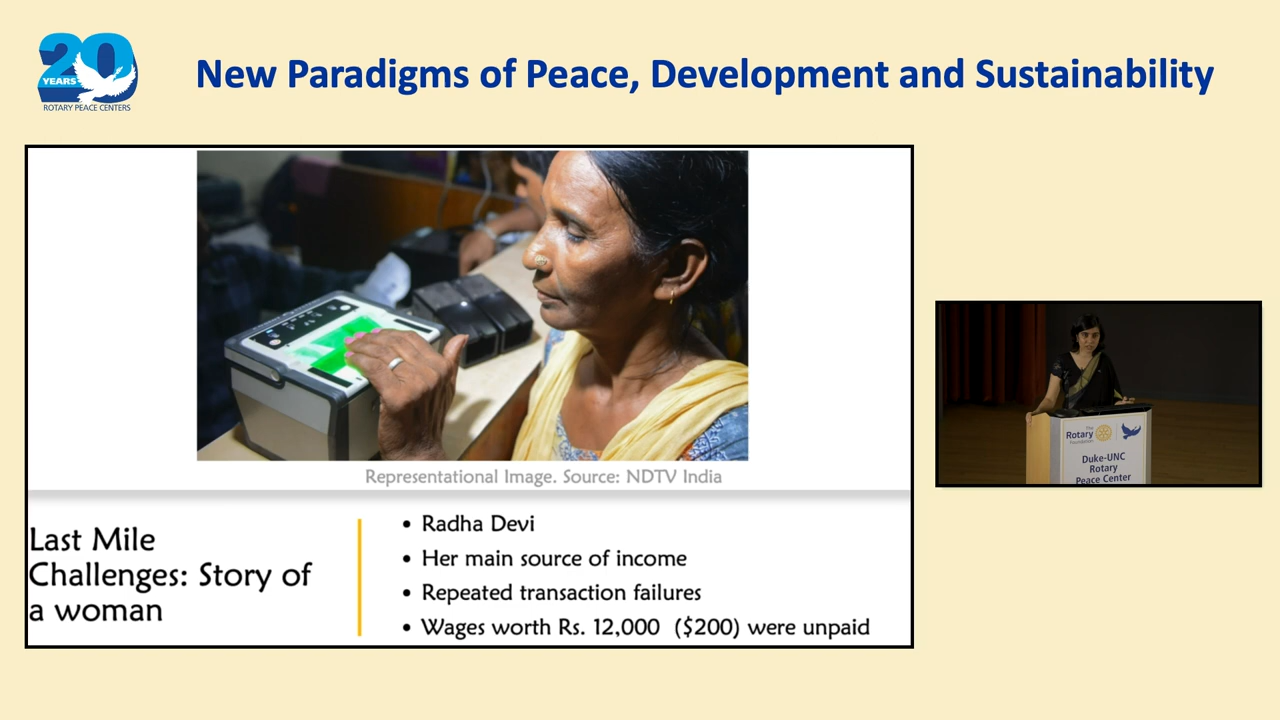 20
YEARS
ROTARY PEACE CENTERS
New Paradigms of Peace, Development and Sustainability
Representational Image. Source: NDTV India
Last Mile
Challenges: Story of
a woman
• Radha Devi
• Her main source of income
• Repeated transaction failures
• Wages worth Rs. 12,000 ($200) were unpaid
The
Rotary
Foundation
Duke-UNC
Rotary
Peace Center